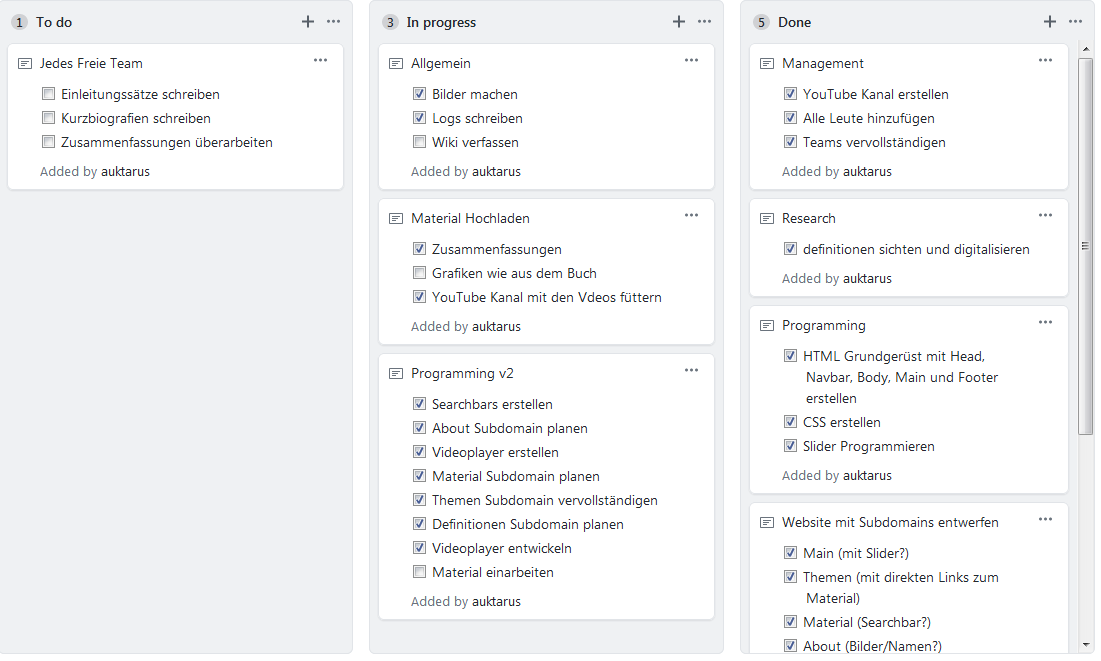 1 To do
Jedes Freie Team
Einleitungssätze schreiben
Kurzbiografien schreiben
Zusammenfassungen überarbeiten
Added by auktarus
3 In progress
Allgemein
Bilder machen
Logs schreiben
Wiki verfassen
Added by auktarus
Material Hochladen
Zusammenfassungen
Grafiken wie aus dem Buch
YouTube Kanal mit den Vdeos füttern
Added by auktarus
Programming v2
Searchbars erstellen
About Subdomain planen
Videoplayer erstellen
Material Subdomain planen
Themen Subdomain vervollständigen
Definitionen Subdomain planen
Videoplayer entwickeln
Material einarbeiten
Added by auktarus
5 Done
Management
YouTube Kanal erstellen
Alle Leute hinzufügen
Teams vervollständigen
Added by auktarus
Research
definitionen sichten und digitalisieren
Added by auktarus
Programming
HTML Grundgerüst mit Head,
Navbar, Body, Main und Footer
erstellen
CSS erstellen
Slider Programmieren
Added by auktarus
Website mit Subdomains entwerfen
Main (mit Slider?)
Themen (mit direkten Links zum
Material)
Material (Searchbar?)
About (Bilder/Namen?)